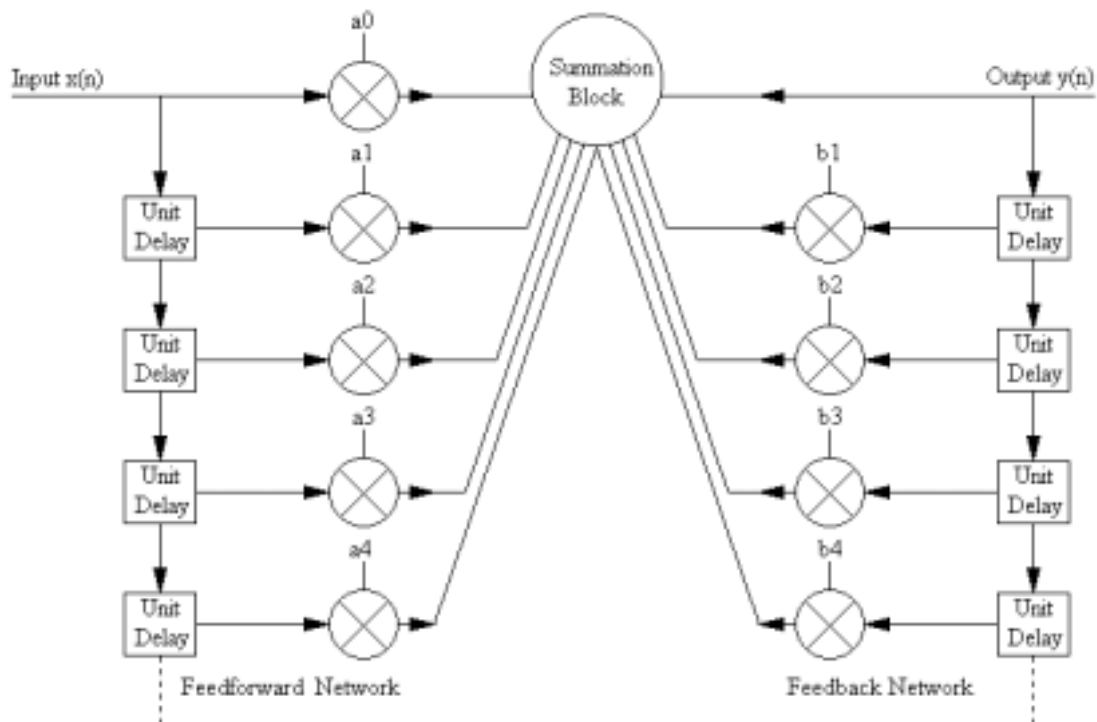 a0
Input x(n)
Summation
Block
Output y(n)
a1
b1
Unit
Delay
Unit
Delay
a2
b2
Unit
Delay
Unit
Delay
a3
b3
Unit
Delay
Unit
Delay
a4
b4
Unit
Delay
Unit
Delay
Feedforward Network
Feedback Network